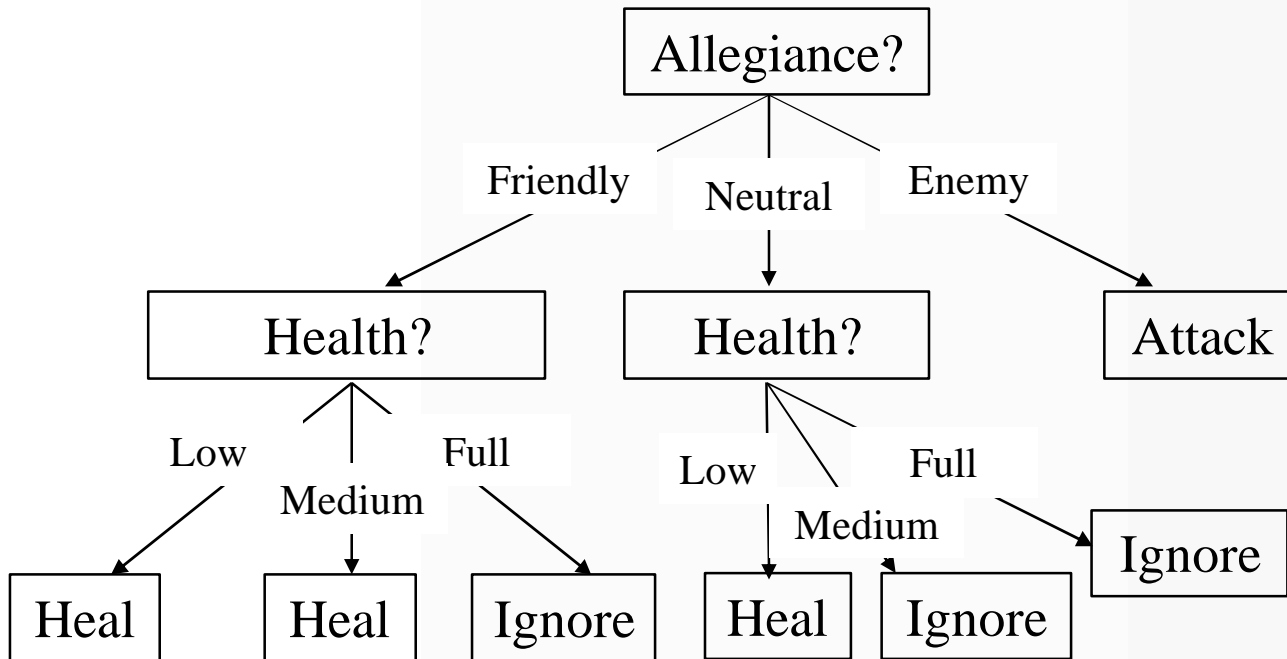 Allegiance?
Friendly
Neutral
Enemy
Health?
Health?
Attack
Low
Medium
Full
Low
Medium
Full
Heal
Heal
Ignore
Heal
Ignore
Ignore